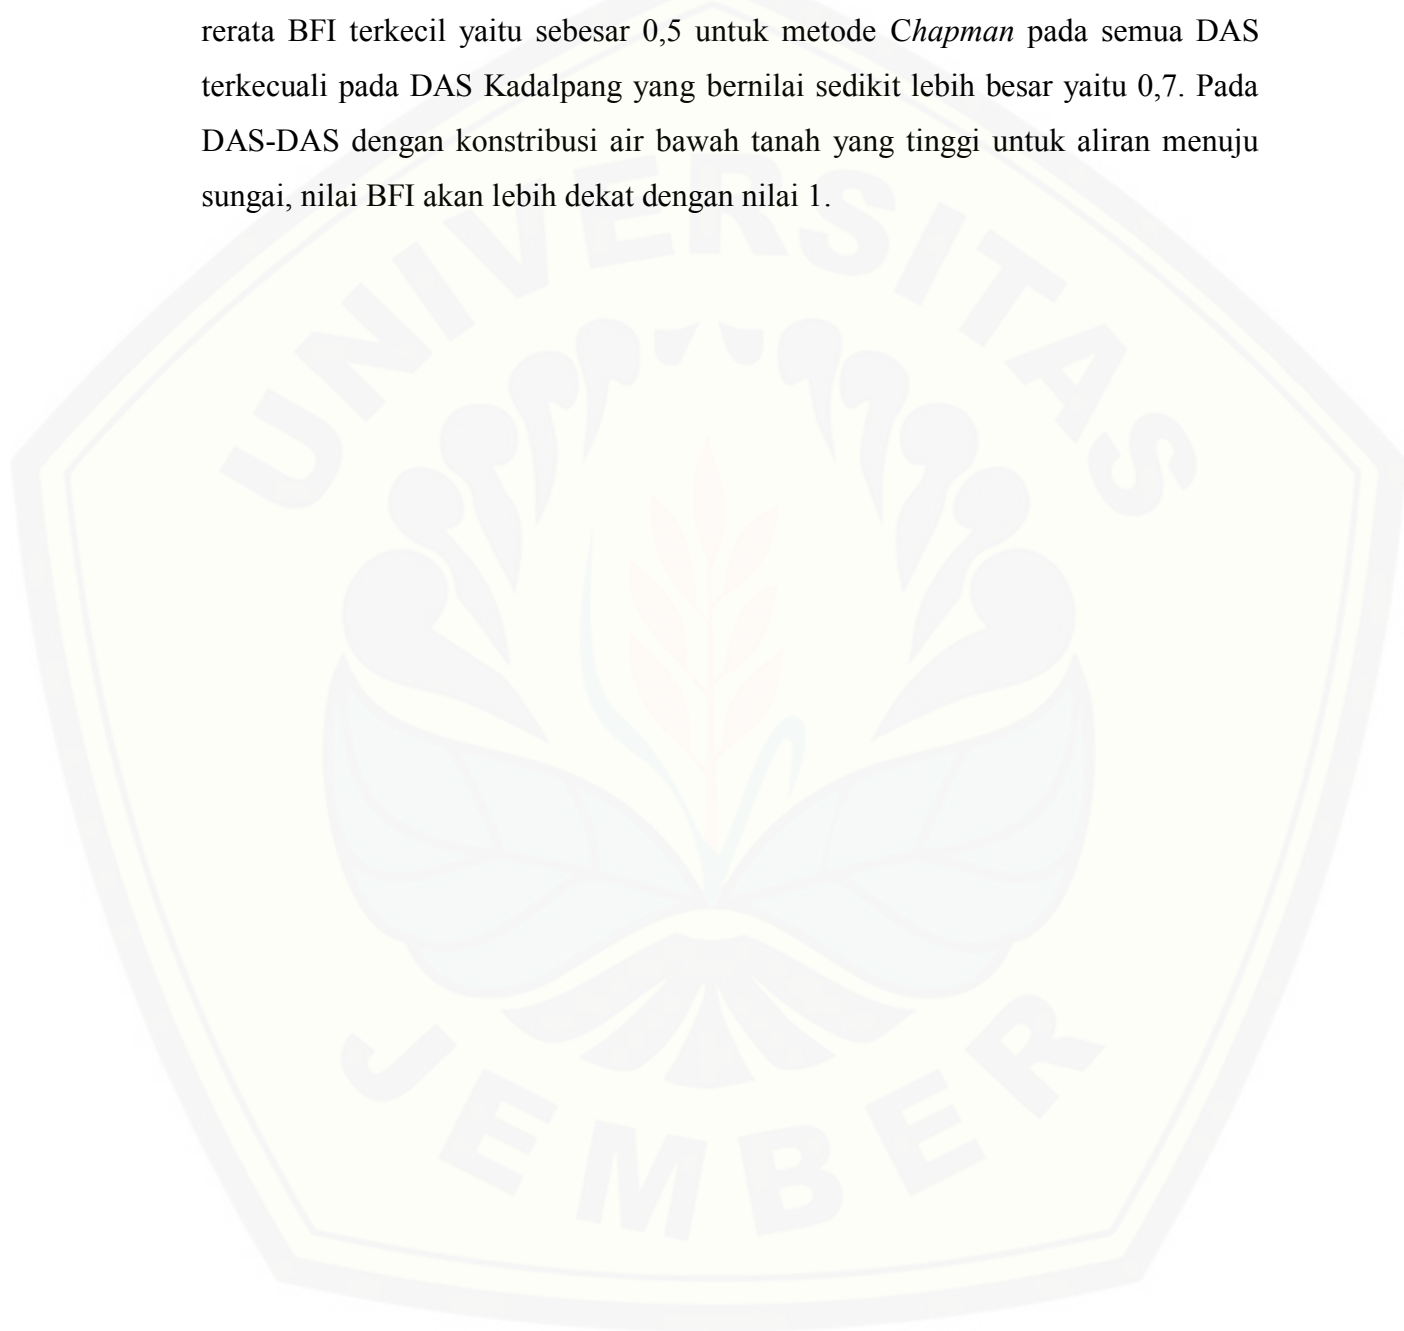 rerata BFI terkecil yaitu sebesar 0,5 untuk metode Chapman pada semua DAS
terkecuali pada DAS Kadalpang yang bernilai sedikit lebih besar yaitu 0,7. Pada
DAS-DAS dengan konstribusi air bawah tanah yang tinggi untuk aliran menuju
sungai, nilai BFI akan lebih dekat dengan nilai 1.
UNIVERSITAS
JEMBER